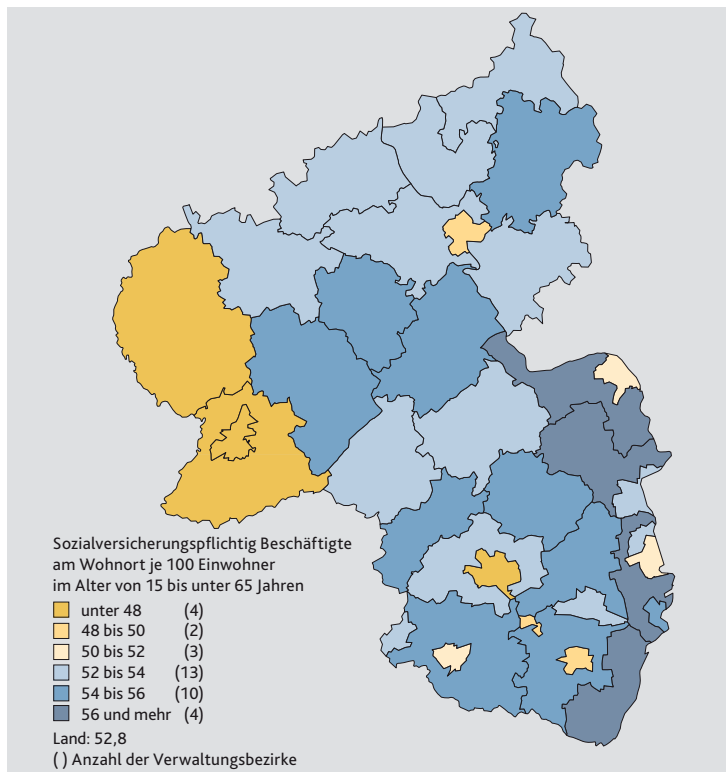 Sozialversicherungspflichtig Beschäftigte
am Wohnort je 100 Einwohner
im Alter von 15 bis unter 65 Jahren
unter 48 (4)
48 bis 50 (2)
50 bis 52 (3)
52 bis 54 (13)
54 bis 56 (10)
56 und mehr (4)
Land: 52,8
( ) Anzahl der Verwaltungsbezirke